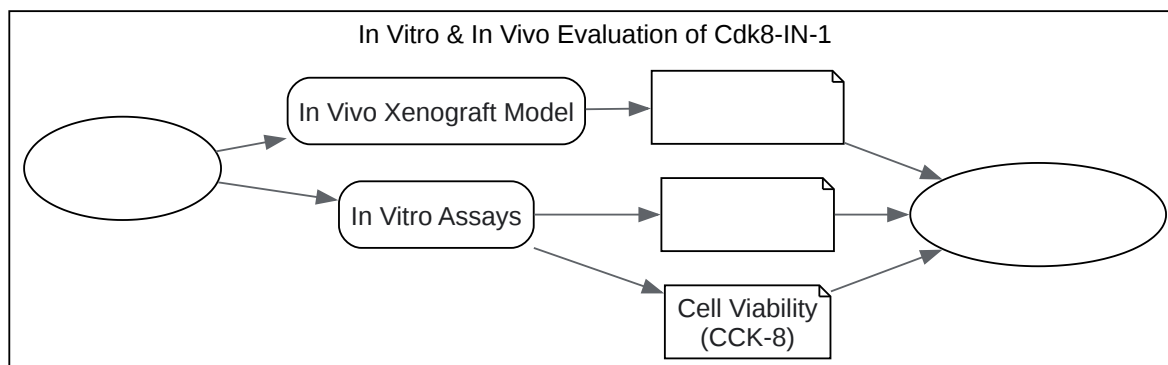 In Vitro & In Vivo Evaluation of Cdk8-IN-1
In Vivo Xenograft Model
In Vitro Assays
Cell Viability
(CCK-8)